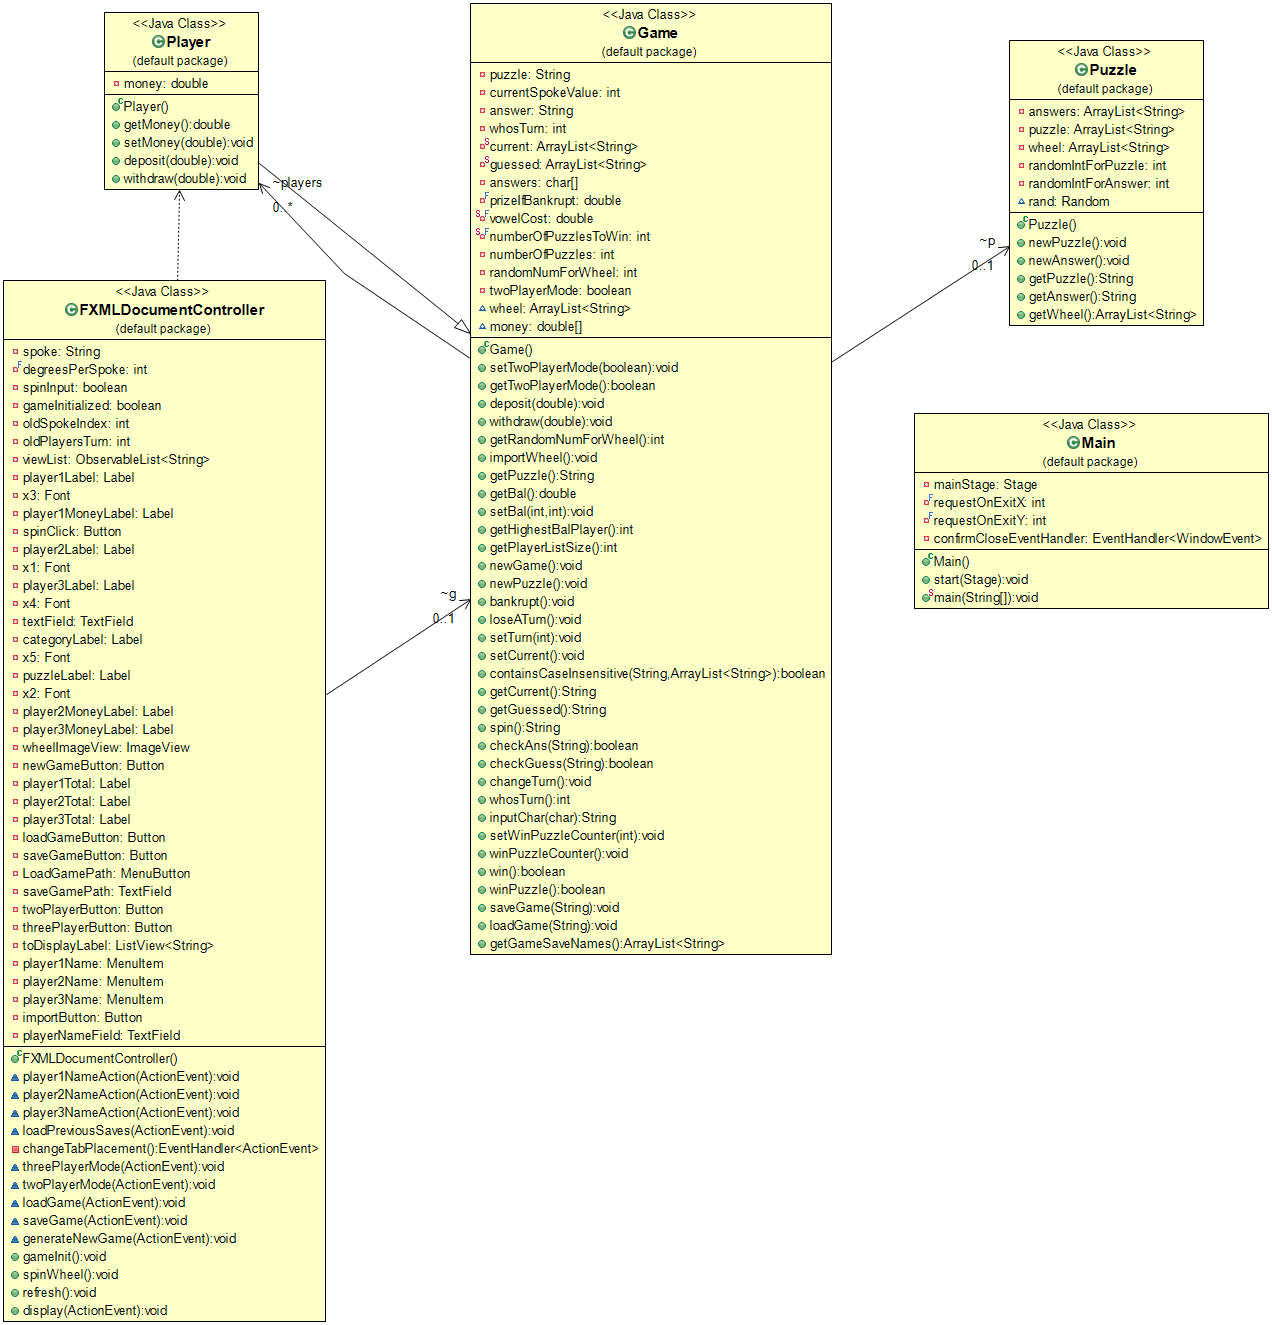 <<Java Class>>
Player
(default package)
money: double
Player()
getMoney():double
setMoney(double):void
deposit(double):void
withdraw(double):void
~players
0..*
<<Java Class>>
FXMLDocumentController
(default package)
spoke: String
degreesPerSpoke: int
spinInput: boolean
gameInitialized: boolean
oldSpokeIndex: int
oldPlayersTurn: int
viewList: ObservableList<String>
player1Label: Label
x3: Font
player1MoneyLabel: Label
spinClick: Button
player2Label: Label
x1: Font
player3Label: Label
x4: Font
textField: TextField
categoryLabel: Label
x5: Font
puzzleLabel: Label
x2: Font
player2MoneyLabel: Label
player3MoneyLabel: Label
wheelImageView: ImageView
newGameButton: Button
player1Total: Label
player2Total: Label
player3Total: Label
loadGameButton: Button
saveGameButton: Button
LoadGamePath: MenuButton
saveGamePath: TextField
twoPlayerButton: Button
threePlayerButton: Button
toDisplayLabel: ListView<String>
player1Name: MenuItem
player2Name: MenuItem
player3Name: MenuItem
importButton: Button
playerNameField: TextField
FXMLDocumentController()
player1NameAction(ActionEvent):void
player2NameAction(ActionEvent):void
player3NameAction(ActionEvent):void
loadPreviousSaves(ActionEvent):void
changeTabPlacement():EventHandler<ActionEvent>
threePlayerMode(ActionEvent):void
twoPlayerMode(ActionEvent):void
loadGame(ActionEvent):void
saveGame(ActionEvent):void
generateNewGame(ActionEvent):void
gameInit():void
spinWheel():void
refresh():void
display(ActionEvent):void
~g
0..1
<<Java Class>>
Game
(default package)
puzzle: String
currentSpokeValue: int
answer: String
whosTurn: int
current: ArrayList<String>
guessed: ArrayList<String>
answers: char[]
prizeIfBankrupt: double
vowelCost: double
numberOfPuzzlesToWin: int
numberOfPuzzles: int
randomNumForWheel: int
twoPlayerMode: boolean
wheel: ArrayList<String>
money: double[]
Game()
setTwoPlayerMode(boolean):void
getTwoPlayerMode():boolean
deposit(double):void
withdraw(double):void
getRandomNumForWheel():int
importWheel():void
getPuzzle():String
getBal():double
setBal(int,int):void
getHighestBalPlayer():int
getPlayerListSize():int
newGame():void
newPuzzle():void
bankrupt():void
loseATurn():void
setTurn(int):void
setCurrent():void
containsCaseInsensitive(String,ArrayList<String>):boolean
getCurrent():String
getGuessed():String
spin():String
checkAns(String):boolean
checkGuess(String):boolean
changeTurn():void
whosTurn():int
inputChar(char):String
setWinPuzzleCounter(int):void
winPuzzleCounter():void
win():boolean
winPuzzle():boolean
saveGame(String):void
loadGame(String):void
getGameSaveNames():ArrayList<String>
~p
0..1
<<Java Class>>
Puzzle
(default package)
answers: ArrayList<String>
puzzle: ArrayList<String>
wheel: ArrayList<String>
randomIntForPuzzle: int
randomIntForAnswer: int
rand: Random
Puzzle()
newPuzzle():void
newAnswer():void
getPuzzle():String
getAnswer():String
getWheel():ArrayList<String>
<<Java Class>>
Main
(default package)
mainStage: Stage
requestOnExitX: int
requestOnExitY: int
confirmCloseEventHandler: EventHandler<WindowEvent>
Main()
start(Stage):void
main(String[]):void